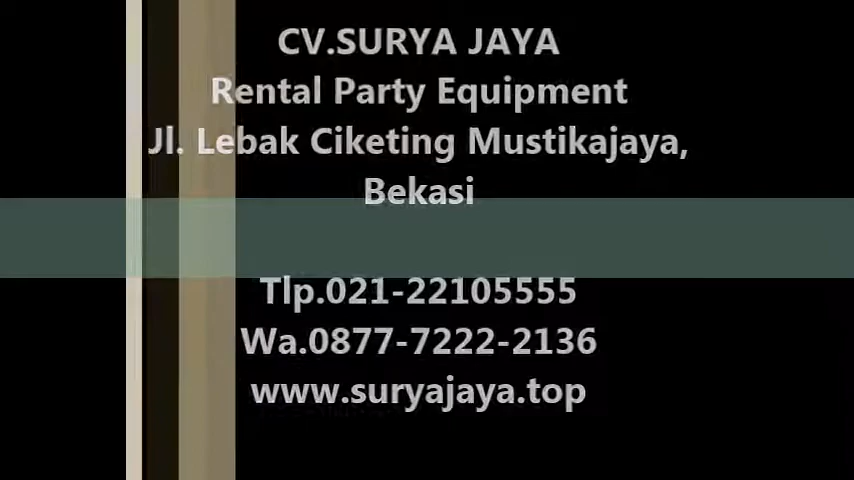 CV.SURYA JAYA
Rental Party Equipment
Jl. Lebak Ciketing Mustikajaya,
Bekasi
Tlp.021-22105555
Wa.0877-7222-2136
www.suryajaya.top